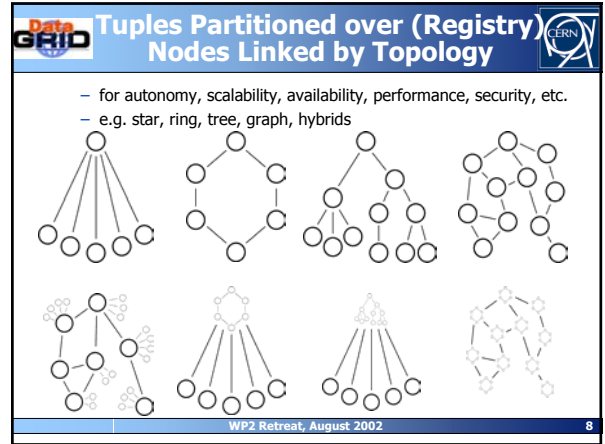 Data
GRID
Tuples Partitioned over (Registry)
Nodes Linked by Topology
CERN
– for autonomy, scalability, availability, performance, security, etc.
– e.g. star, ring, tree, graph, hybrids
WP2 Retreat, August 2002
8